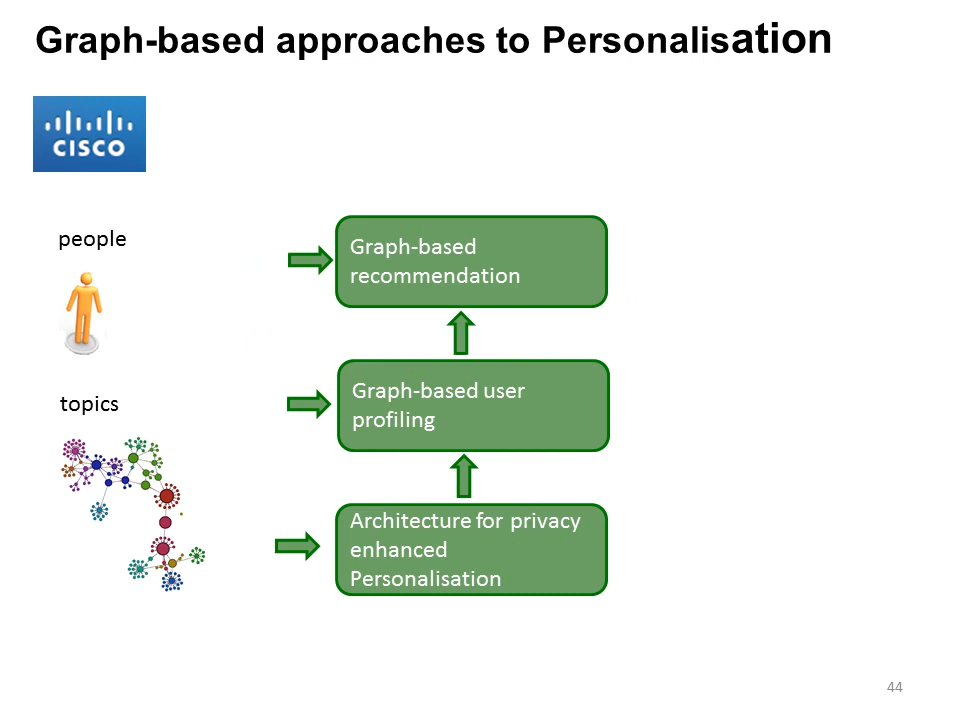 Graph-based approaches to Personalisation
CISCO
people
Graph-based
recommendation
topics
Graph-based user
profiling
Architecture for privacy
enhanced
Personalisation
44